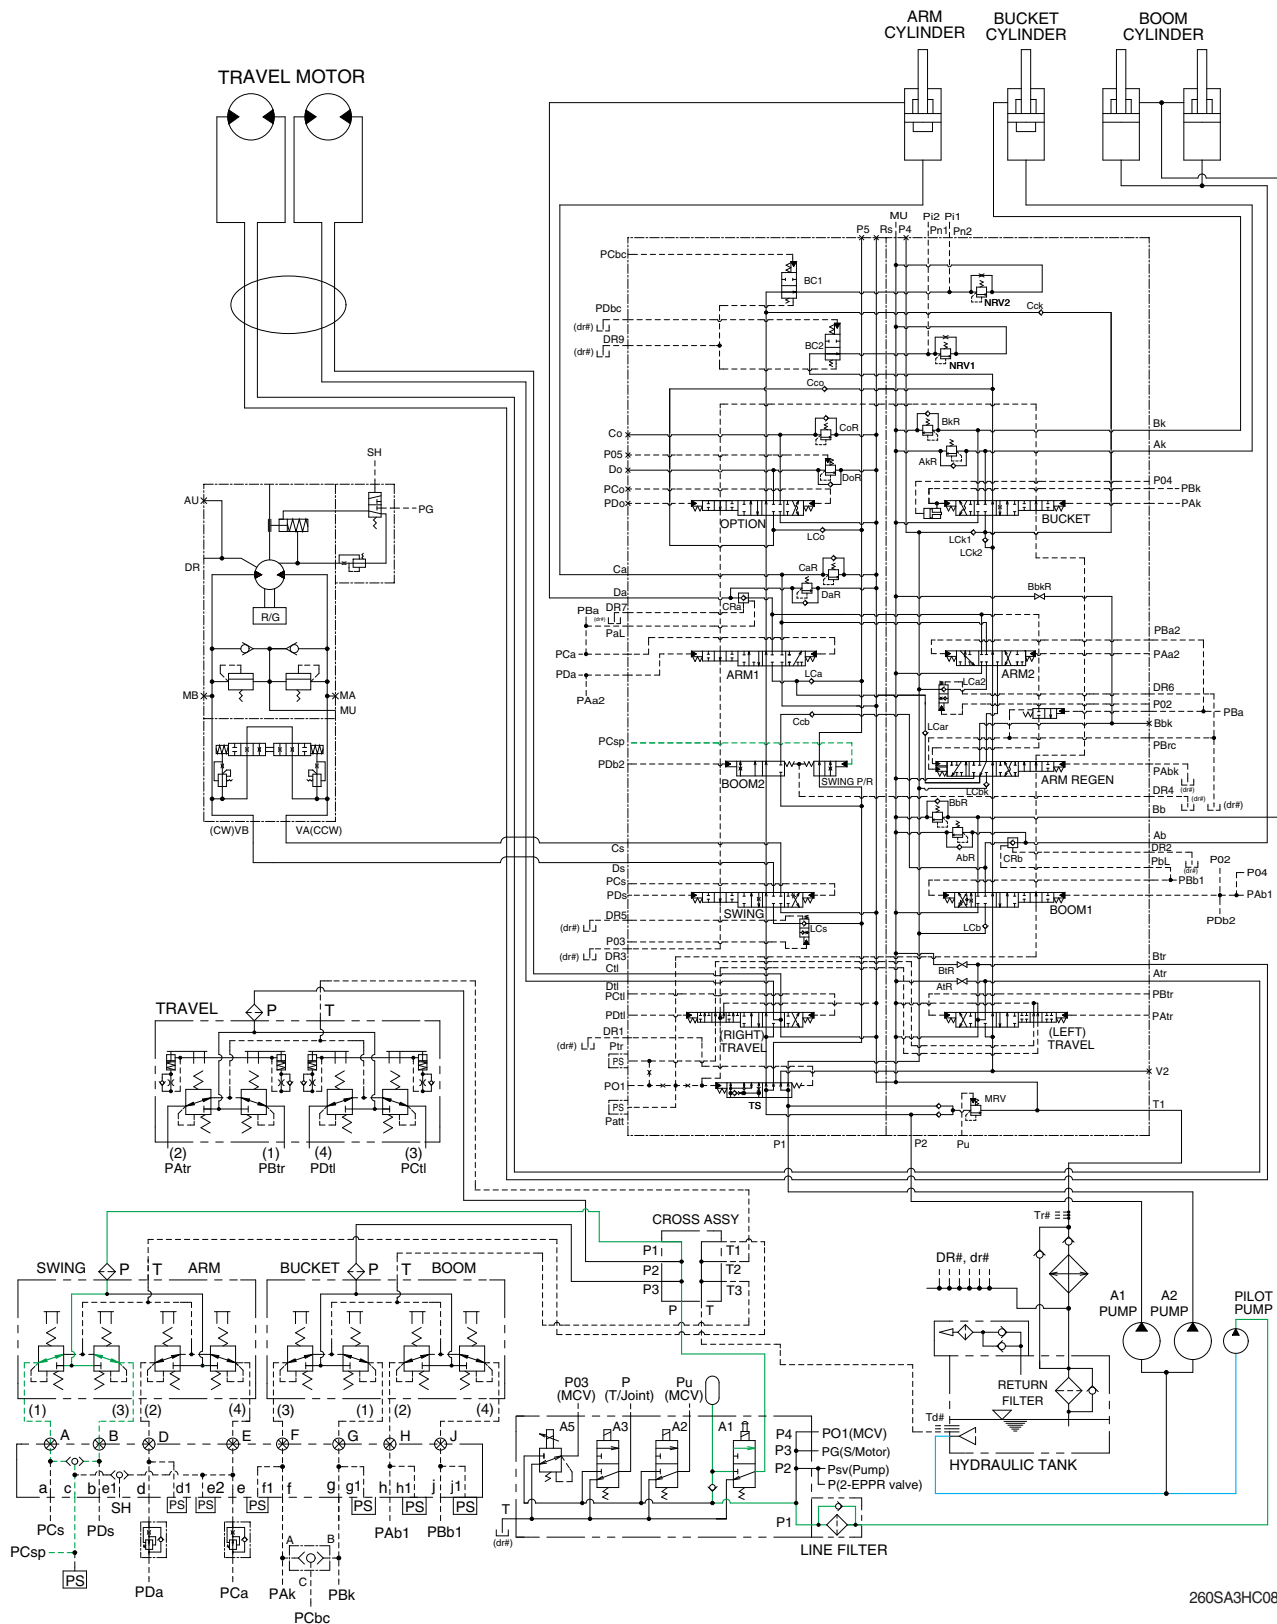 ARM
CYLINDER
BUCKET
CYLINDER
BOOM
CYLINDER
TRAVEL MOTOR
P5 Rs MU P4 Pi2 Pi1
Pn1 Pn2
PCbc
BC1
NRV2
PDbc
Cck
(dr#)
DR9
(dr#)
BC2
NRV1
Cco
Co
CoR
BkR
Bk
P05
Do
DoR
AkR
Ak
PCo
P04
PBk
PDo
PAk
OPTION
BUCKET
LCo
LCk1
LCk2
SH
AU
PG
DR
R/G
MB
MA
MU
(CW)VB
VA(CCW)
Ca
CaR
Da
DaR
CRa
BbkR
PBa
DR7
(dr#)
PaL
PBa2
PCa
PAa2
PDa
ARM1
ARM2
PAa2
LCa
LCa2
DR6
P02
PBa
Ccb
LCar
Bbk
PCsp
PBrc
PDb2
BOOM2
SWING P/R
ARM REGEN
PAbk
(dr#)
LCbk
DR4
(dr#)
(dr#)
BbR
Bb
Cs
AbR
CRb
Ab
Ds
DR2
(dr#)
PbL
P02
P04
PCs
PBb1
PDs
PAb1
SWING
BOOM1
PDb2
DR5
(dr#)
LCs
LCb
P03
(dr#)
DR3
Ctl
BtR
Btr
Dtl
AtR
Atr
PCtl
PBtr
PDtl
PAtr
DR1
(RIGHT)
TRAVEL
(LEFT)
TRAVEL
(dr#)
Ptr
PS
PO1
TS
V2
PS
Patt
MRV
T1
P1
P2
Pu
TRAVEL
P
T
(2)
PAtr
(1)
PBtr
(4)
PDtl
(3)
PCtl
CROSS ASSY
P1 T1
P2 T2
P3 T3
P T
Tr#
DR#, dr#
A1
PUMP
A2
PUMP
PILOT
PUMP
RETURN
FILTER
Td#
HYDRAULIC TANK
SWING P T ARM
BUCKET P T BOOM
(1) (3) (2) (4) (3) (1) (2) (4)
A B D E F G H J
a c b e1 d d1 e2 e f1 f g g1 h h1 j j1
SH
PS PS PS PS PS PS
PCs
PDs
PCsp
PS
PDa
PCa
PAb1
PBb1
A B
C
PAk
PBk
PCbc
P03
(MCV)
P
(T/Joint)
Pu
(MCV)
A5 A3 A2 A1
P4 PO1(MCV)
P3 PG(S/Motor)
P2 Psv(Pump)
P(2-EPPR valve)
T
(dr#)
P1
LINE FILTER
260SA3HC08